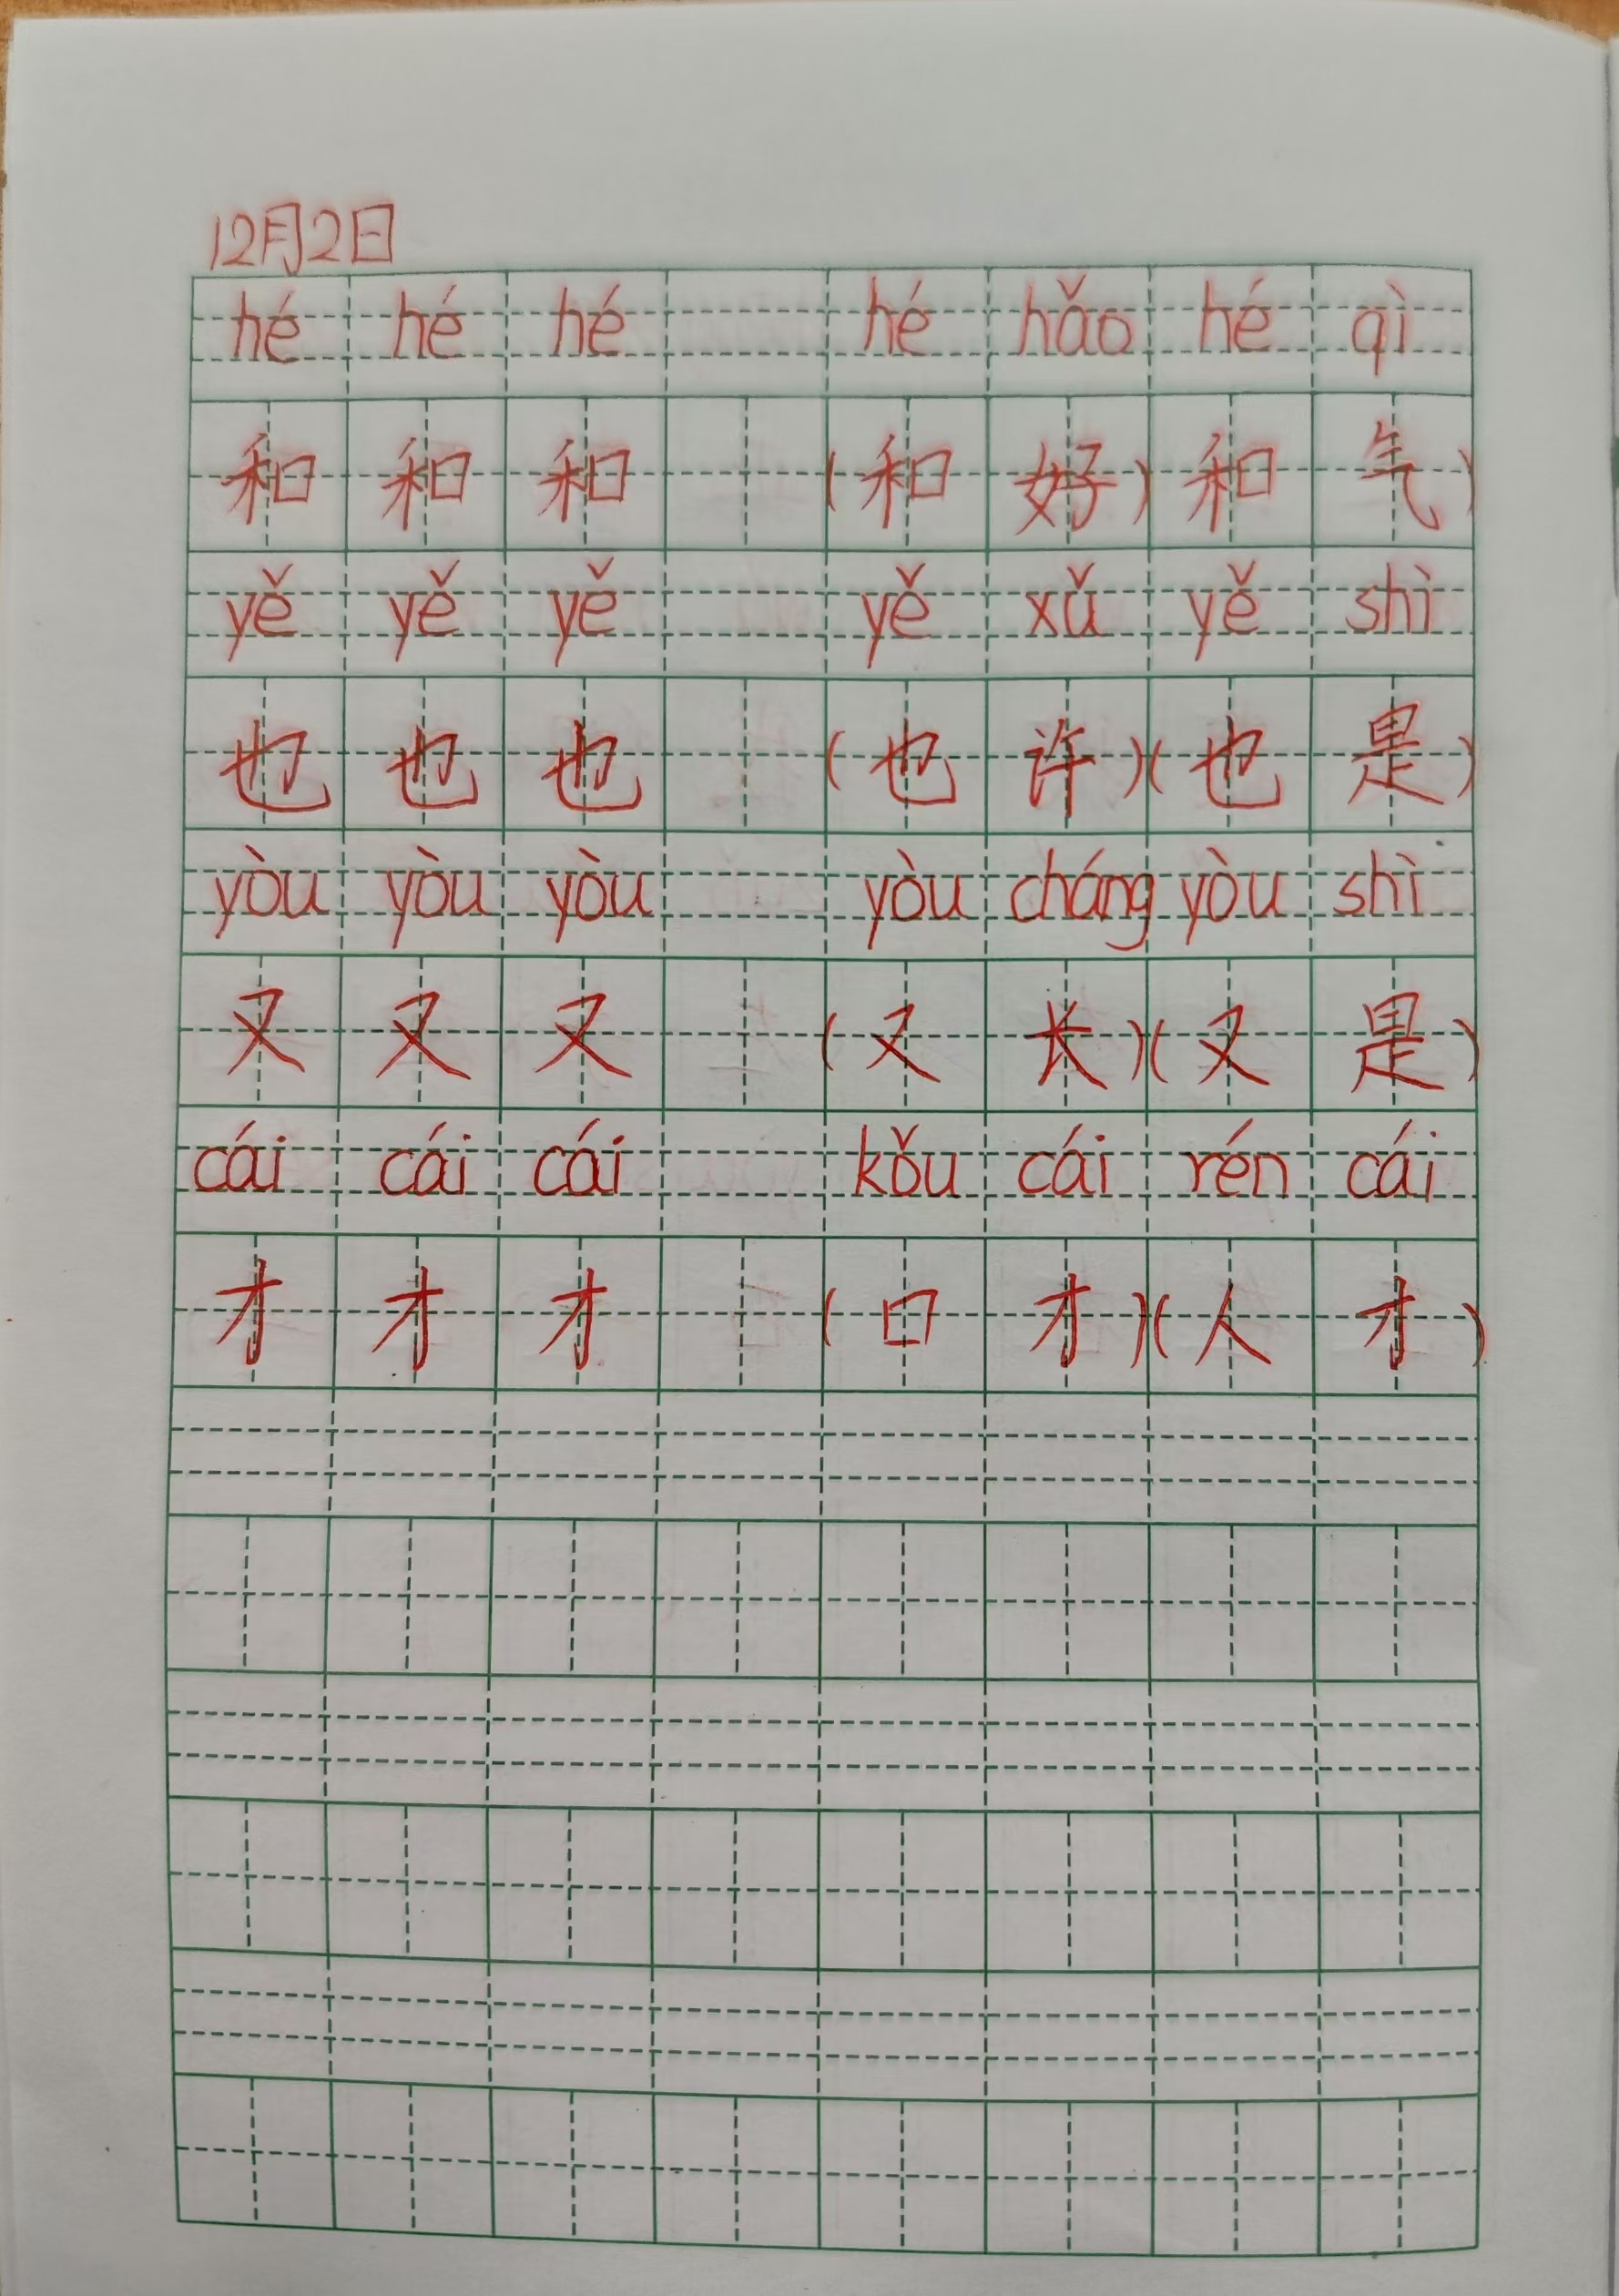 12月2日
hé hé hé hé hǎo hé qì
和 和 和 (和 好) 和 气)
yě yě yě yě xǔ yě shì
也 也 也 (也 许)(也 是)
yòu yòu yòu yòu cháng yòu shì
又 又 又 (又 长)(又 是)
cái cái cái kǒu cái rén cái
才 才 才 (口 才)(人 才)